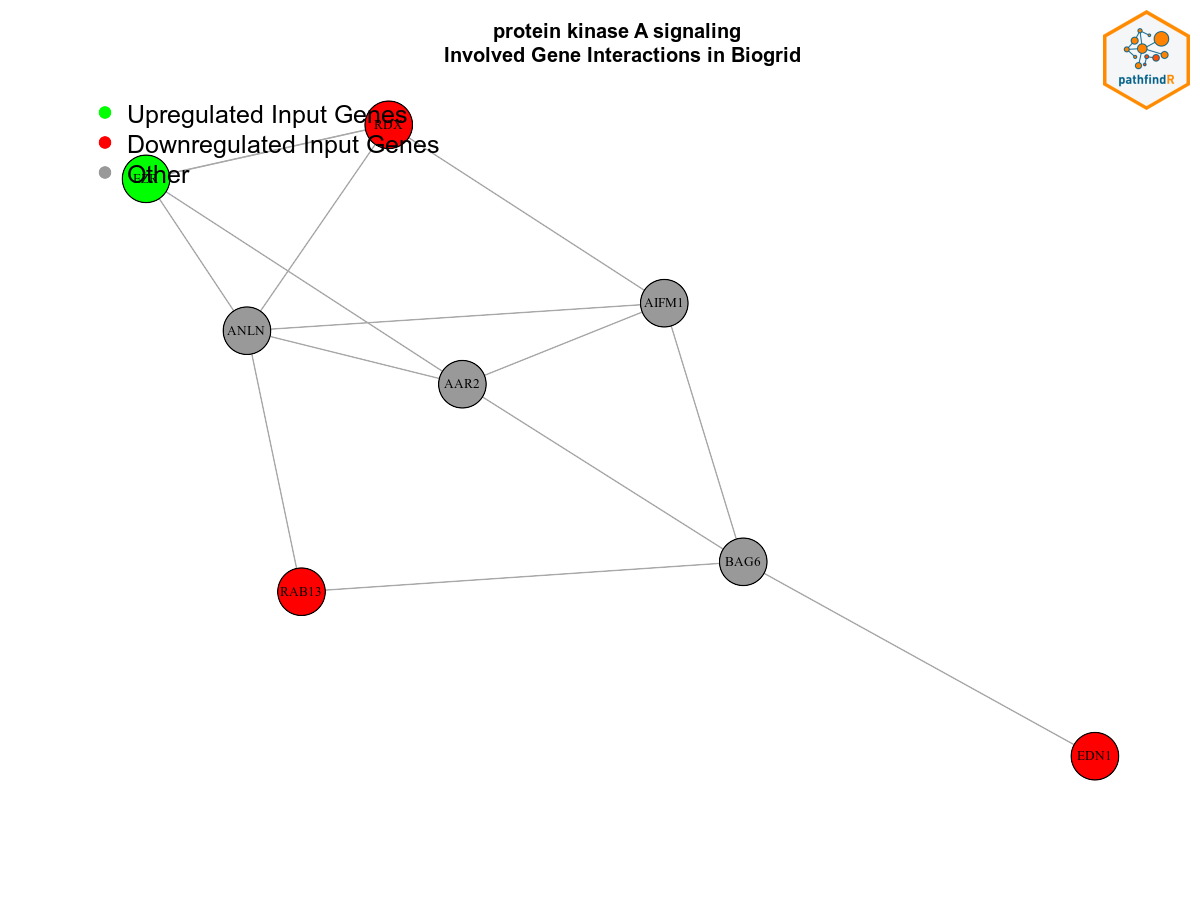 protein kinase A signaling
Involved Gene Interactions in Biogrid
pathfindR
Upregulated Input Genes
RDX
Downregulated Input Genes
Other
AIFM1
ANLN
AAR2
BAG6
RAB13
EDN1